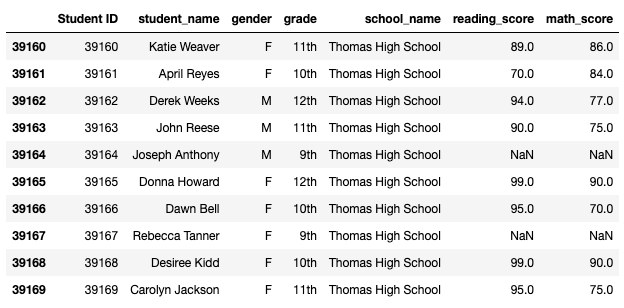 Student ID student_name gender grade school_name reading_score math_score
39160 39160 Katie Weaver F 11th Thomas High School 89.0 86.0
39161 39161 April Reyes F 10th Thomas High School 70.0 84.0
39162 39162 Derek Weeks M 12th Thomas High School 94.0 77.0
39163 39163 John Reese M 11th Thomas High School 90.0 75.0
39164 39164 Joseph Anthony M 9th Thomas High School NaN NaN
39165 39165 Donna Howard F 12th Thomas High School 99.0 90.0
39166 39166 Dawn Bell F 10th Thomas High School 95.0 70.0
39167 39167 Rebecca Tanner F 9th Thomas High School NaN NaN
39168 39168 Desiree Kidd F 10th Thomas High School 99.0 90.0
39169 39169 Carolyn Jackson F 11th Thomas High School 95.0 75.0